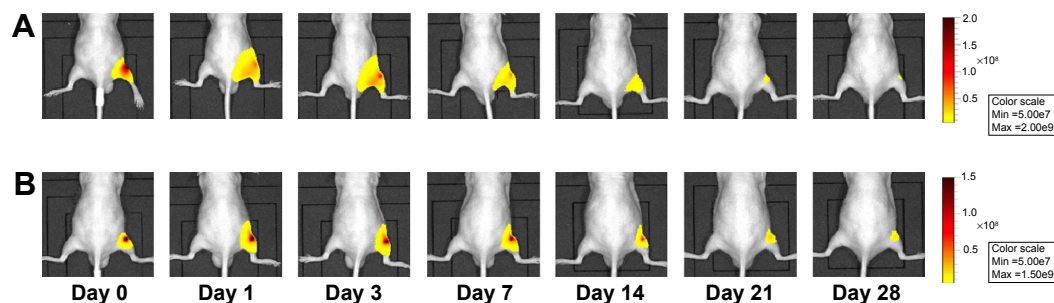 A
2.0
1.5
1.0
0.5
×10⁸
Color scale
Min =5.00e7
Max =2.00e9
B
1.5
1.0
0.5
×10⁸
Color scale
Min =5.00e7
Max =1.50e9
Day 0 Day 1 Day 3 Day 7 Day 14 Day 21 Day 28